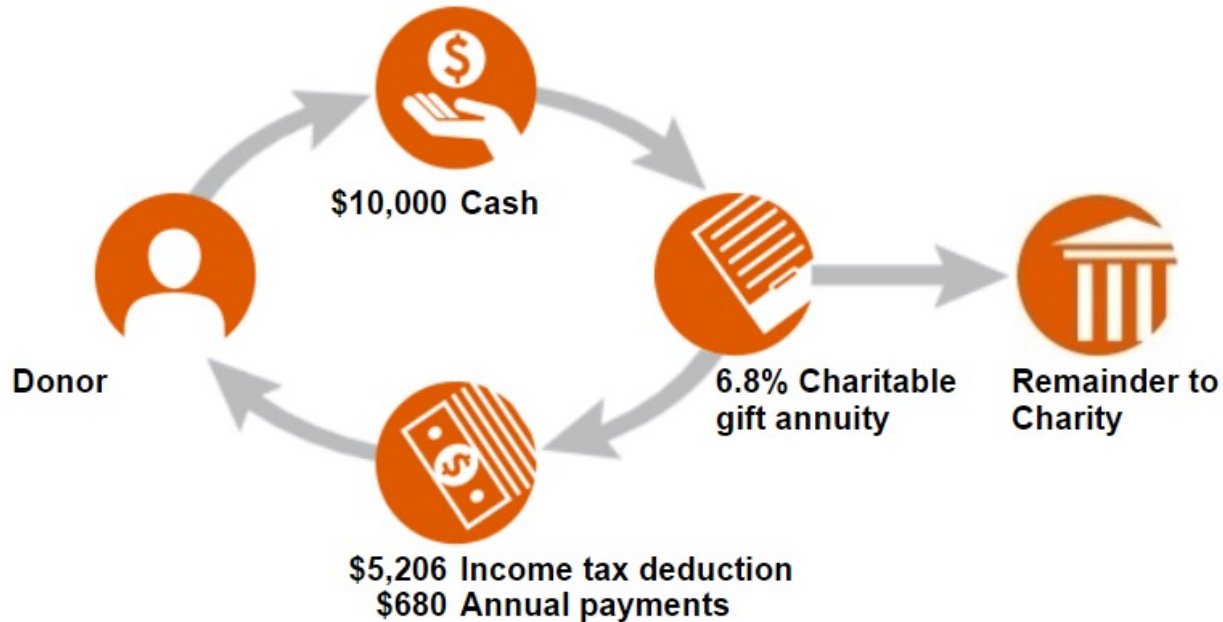 $
$10,000 Cash
Donor
6.8% Charitable
gift annuity
Remainder to
Charity
$
$5,206 Income tax deduction
$680 Annual payments